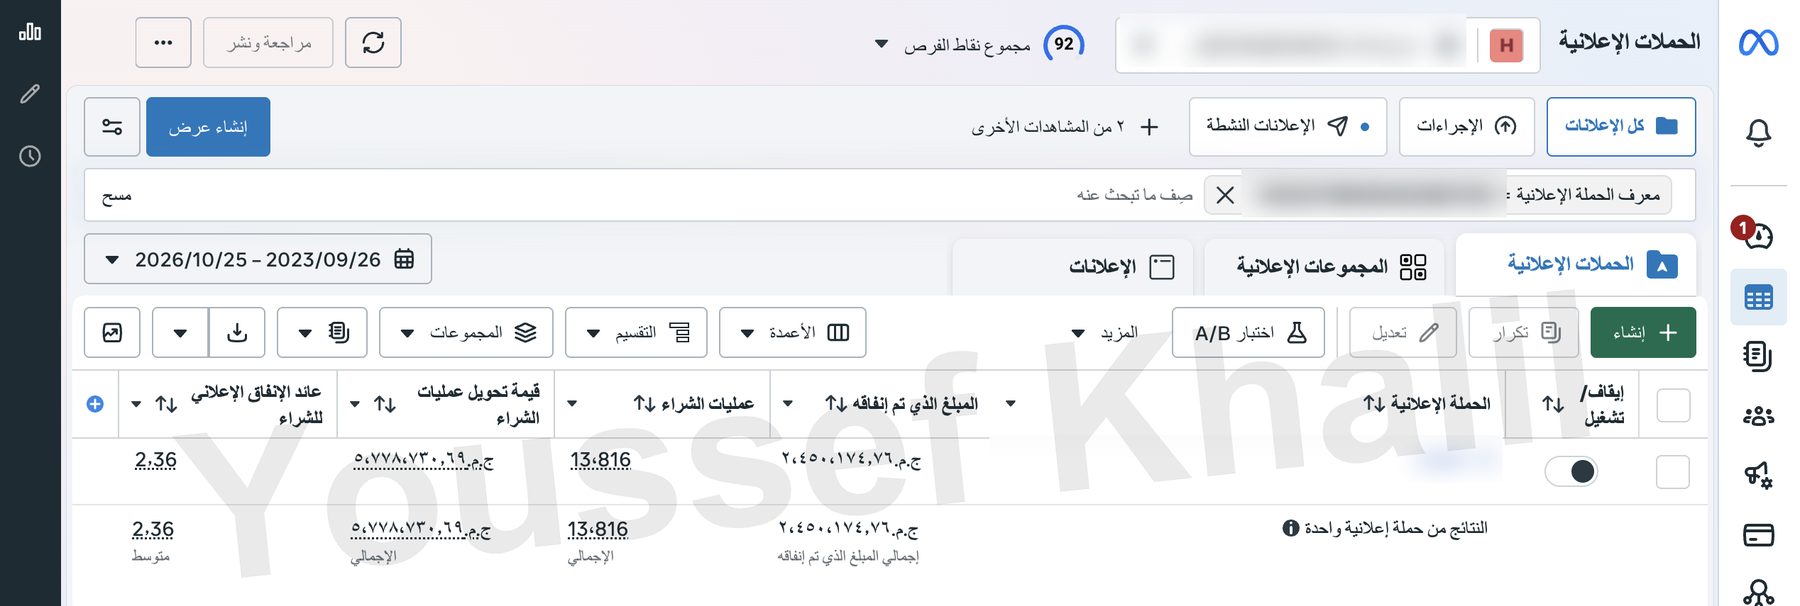 الحملات الإعلانية
H
92 مجموع نقاط الفرص
مراجعة ونشر
كل الإعلانات
الإجراءات
الإعلانات النشطة
+ ٢ من المشاهدات الأخرى
إنشاء عرض
معرف الحملة الإعلانية =
صِف ما تبحث عنه
مسح
1
الحملات الإعلانية
المجموعات الإعلانية
الإعلانات
2026/10/25 – 2023/09/26
+ إنشاء
تكرار
تعديل
اختبار A/B
المزيد
الأعمدة
التقسيم
المجموعات
إيقاف/
تشغيل
الحملة الإعلانية
المبلغ الذي تم إنفاقه
عمليات الشراء
قيمة تحويل عمليات
الشراء
عائد الإنفاق الإعلاني
للشراء
ج.م.٢،٤٥٠،١٧٤,٧٦
13،816
ج.م.٥،٧٧٨،٧٣٠,٦٩
2,36
النتائج من حملة إعلانية واحدة
ج.م.٢،٤٥٠،١٧٤,٧٦
13،816
ج.م.٥،٧٧٨،٧٣٠,٦٩
2,36
إجمالي المبلغ الذي تم إنفاقه
الإجمالي
الإجمالي
متوسط
Youssef Khalil